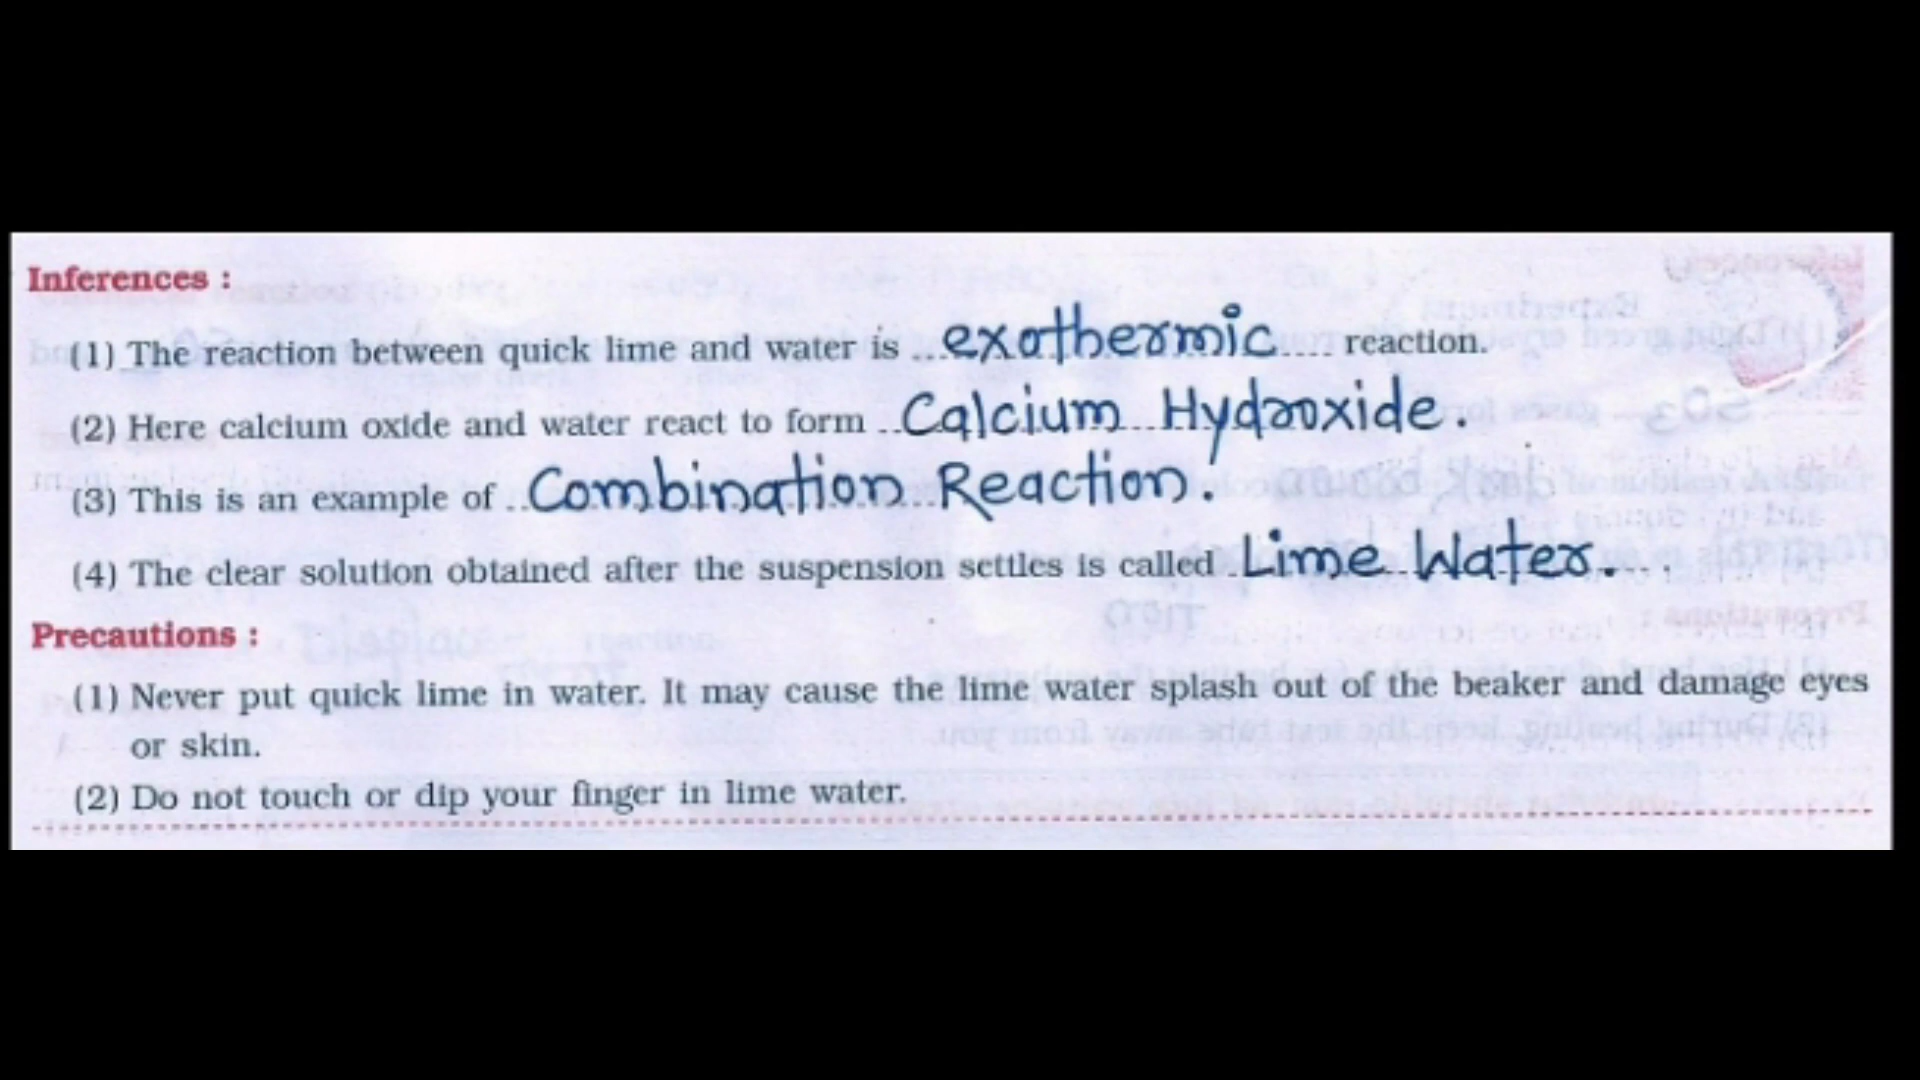 Inferences :
(1) The reaction between quick lime and water is exothermic reaction.
(2) Here calcium oxide and water react to form Calcium Hydroxide.
(3) This is an example of Combination Reaction.
(4) The clear solution obtained after the suspension settles is called Lime Water.
Precautions :
(1) Never put quick lime in water. It may cause the lime water splash out of the beaker and damage eyes
or skin.
(2) Do not touch or dip your finger in lime water.